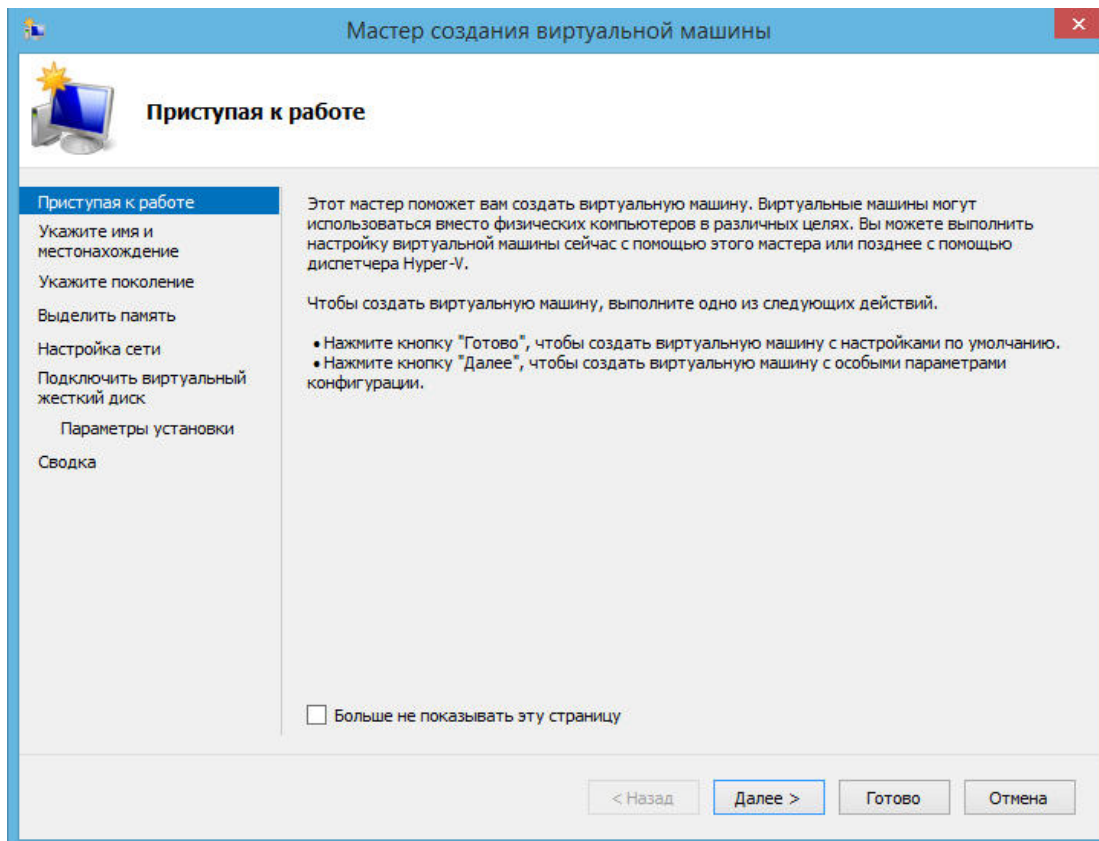 Мастер создания виртуальной машины
Приступая к работе
Приступая к работе
Укажите имя и
местонахождение
Укажите поколение
Выделить память
Настройка сети
Подключить виртуальный
жесткий диск
Параметры установки
Сводка
Этот мастер поможет вам создать виртуальную машину. Виртуальные машины могут
использоваться вместо физических компьютеров в различных целях. Вы можете выполнить
настройку виртуальной машины сейчас с помощью этого мастера или позднее с помощью
диспетчера Hyper-V.
Чтобы создать виртуальную машину, выполните одно из следующих действий.
• Нажмите кнопку "Готово", чтобы создать виртуальную машину с настройками по умолчанию.
• Нажмите кнопку "Далее", чтобы создать виртуальную машину с особыми параметрами
конфигурации.
Больше не показывать эту страницу
< Назад
Далее >
Готово
Отмена